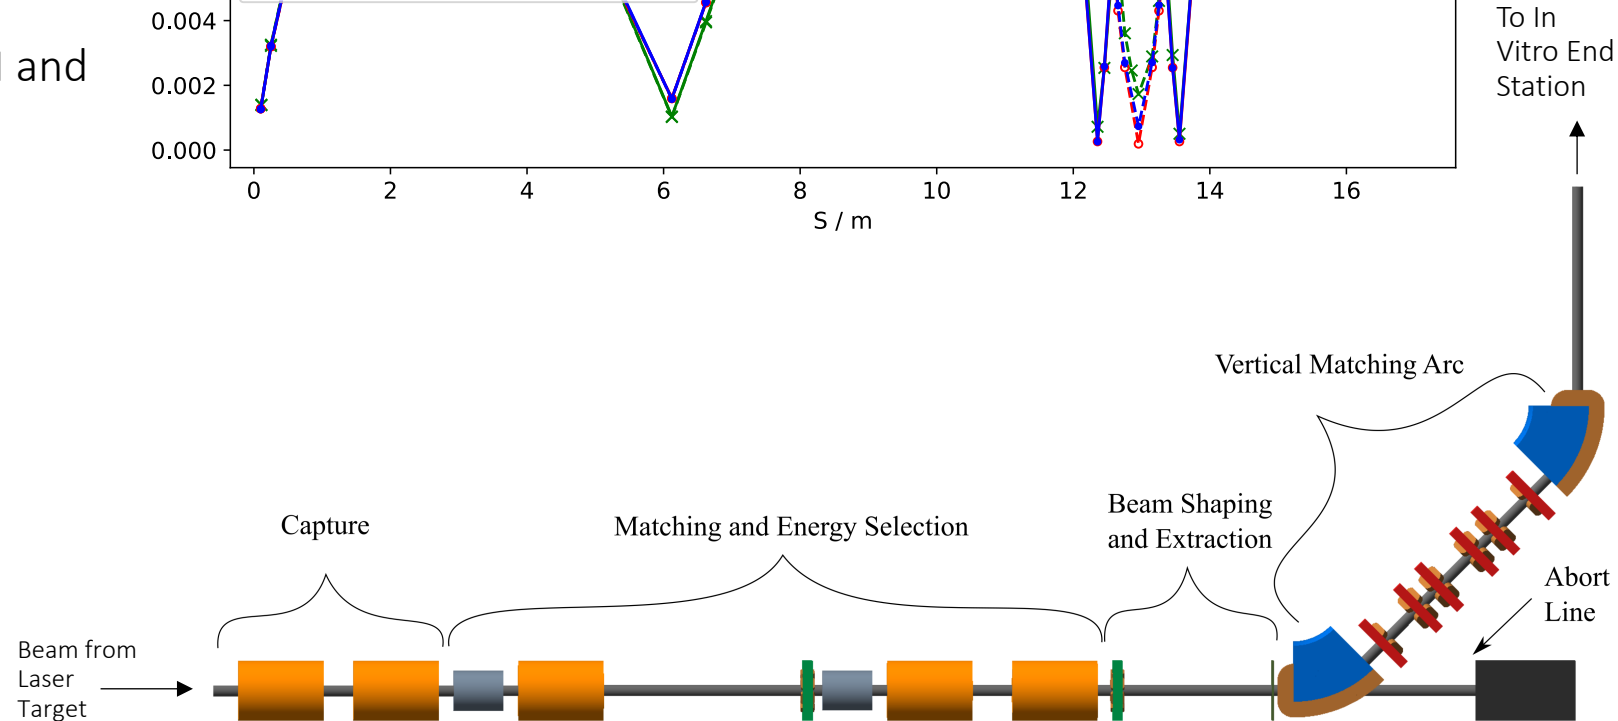 and
0.004
0.002
0.000
0 2 4 6 8 10 12 14 16
S / m
To In
Vitro End
Station
Vertical Matching Arc
Beam Shaping
and Extraction
Capture
Matching and Energy Selection
Abort
Line
Beam from
Laser
Target